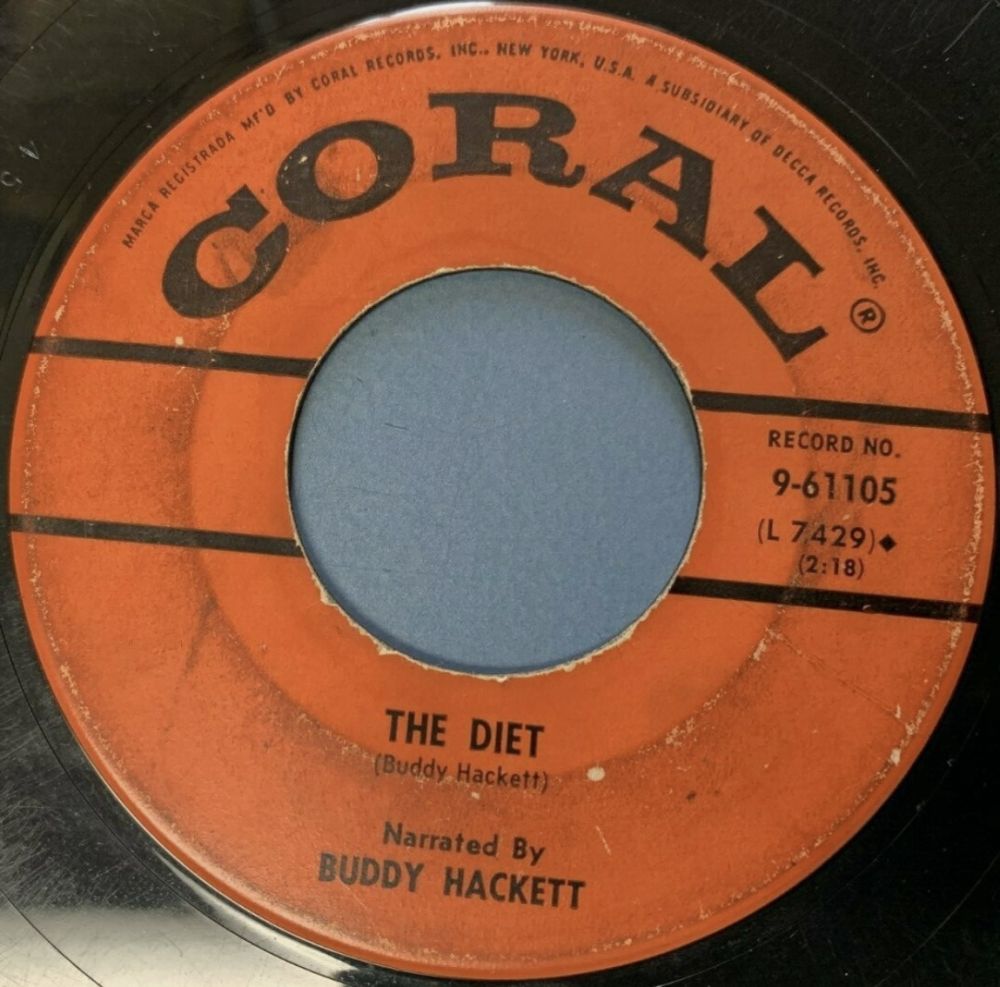 MARCA REGISTRADA MF'D BY CORAL RECORDS, INC., NEW YORK, U.S.A. A SUBSIDIARY OF DECCA RECORDS, INC.
CORAL ®
RECORD NO.
9-61105
(L 7429)◆
(2:18)
THE DIET
(Buddy Hackett)
Narrated By
BUDDY HACKETT